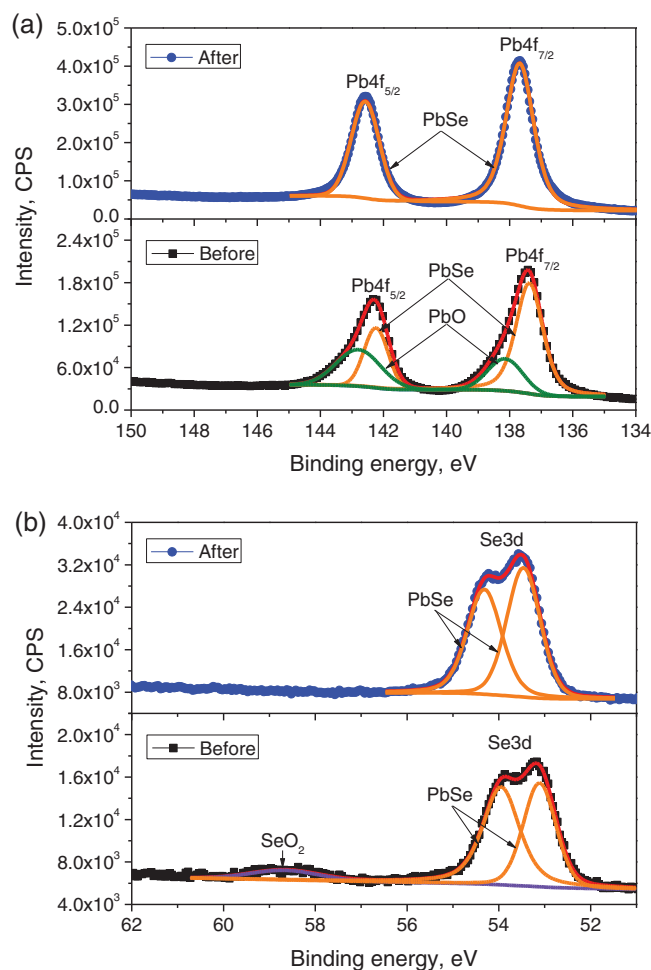 (a)
5.0x10⁵
4.0x10⁵
3.0x10⁵
2.0x10⁵
1.0x10⁵
0.0
After
Pb4f₅/₂
Pb4f₇/₂
PbSe
2.4x10⁵
1.8x10⁵
1.2x10⁵
6.0x10⁴
0.0
Before
Pb4f₅/₂
PbSe
Pb4f₇/₂
PbO
Intensity, CPS
150 148 146 144 142 140 138 136 134
Binding energy, eV
(b)
4.0x10⁴
3.2x10⁴
2.4x10⁴
1.6x10⁴
8.0x10³
After
Se3d
PbSe
2.0x10⁴
1.6x10⁴
1.2x10⁴
8.0x10³
4.0x10³
Before
Se3d
PbSe
SeO₂
Intensity, CPS
62 60 58 56 54 52
Binding energy, eV